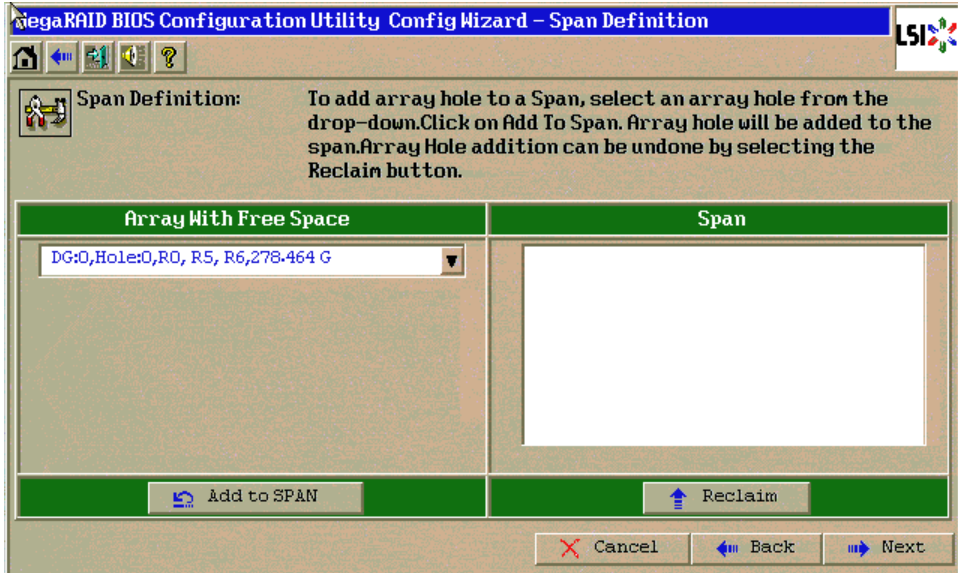 MegaRAID BIOS Configuration Utility Config Wizard - Span Definition
LSI
Span Definition:
To add array hole to a Span, select an array hole from the
drop-down.Click on Add To Span. Array hole will be added to the
span.Array Hole addition can be undone by selecting the
Reclaim button.
Array With Free Space
Span
DG:0,Hole:0,R0, R5, R6,278.464 G
Add to SPAN
Reclaim
Cancel
Back
Next